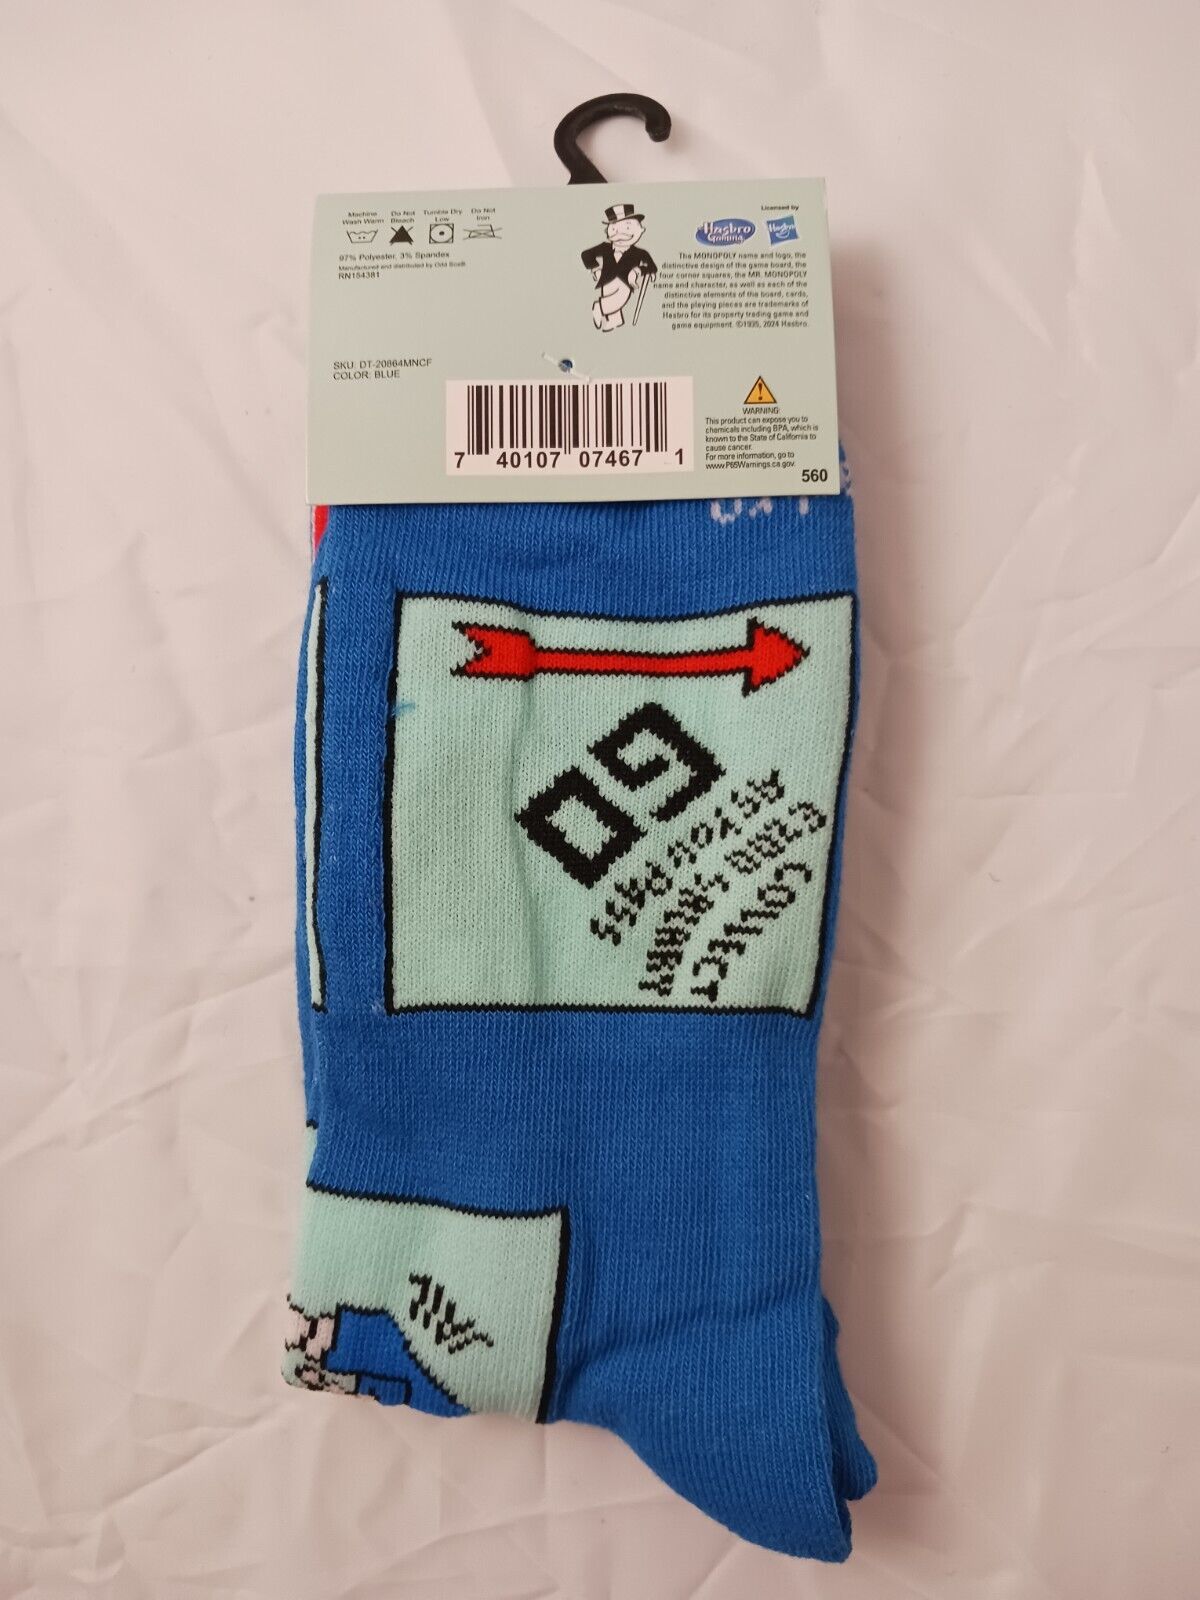 Machine
Wash Warm
Do Not
Bleach
Tumble Dry
Low
Do Not
Iron
97% Polyester, 3% Spandex
Manufactured and distributed by Odd Sox®
RN154381
Licensed by
Hasbro
Gaming
Hasbro
The MONOPOLY name and logo, the
distinctive design of the game board, the
four corner squares, the MR. MONOPOLY
name and character, as well as each of the
distinctive elements of the board, cards,
and the playing pieces are trademarks of
Hasbro for its property trading game and
game equipment. ©1935, 2024 Hasbro.
SKU: DT-20864MNCF
COLOR: BLUE
7 40107 07467 1
WARNING:
This product can expose you to
chemicals including BPA, which is
known to the State of California to
cause cancer.
For more information, go to
www.P65Warnings.ca.gov.
560
COLLECT
AS YOU PASS
GO